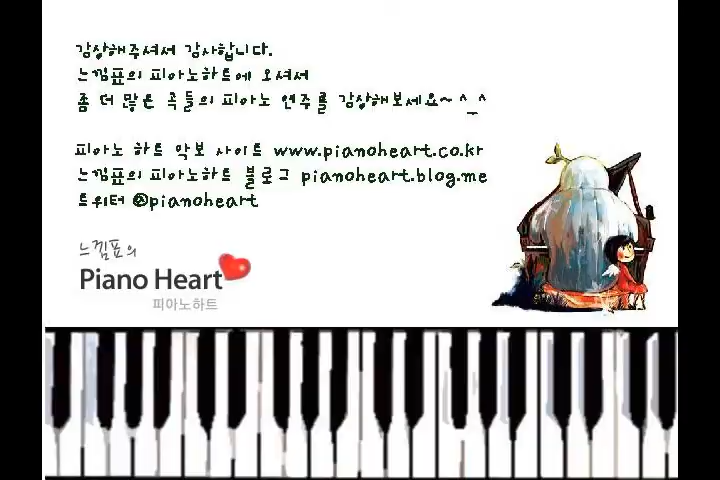 감상해주셔서 감사합니다.
느낌표의 피아노하트에 오셔서
좀 더 많은 곡들의 피아노 연주를 감상해보세요~ ^_^
피아노 하트 악보 사이트 www.pianoheart.co.kr
느낌표의 피아노하트 블로그 pianoheart.blog.me
트위터 @pianoheart
느낌표의
Piano Heart
피아노하트